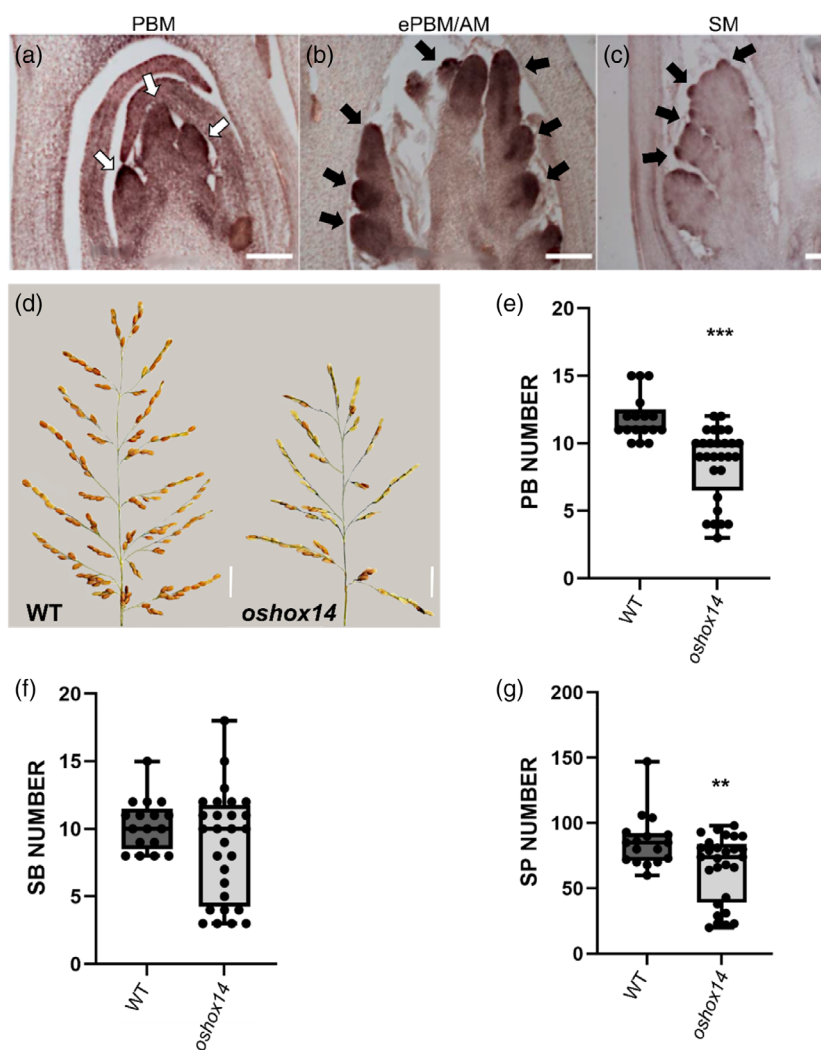 PBM
ePBM/AM
SM
(a)
(b)
(c)
(d)
WT
oshox14
(e)
20
15
10
5
0
PB NUMBER
***
WT
oshox14
(f)
20
15
10
5
0
SB NUMBER
WT
oshox14
(g)
200
150
100
50
0
SP NUMBER
**
WT
oshox14